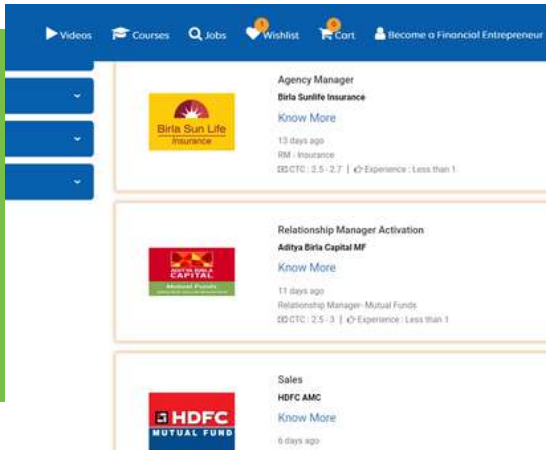 Videos Courses Jobs Wishlist Cart Become a Financial Entrepreneur
Agency Manager
Birla Sunlife Insurance
Know More
13 days ago
RM - Insurance
CTC : 2.5 - 2.7 | Experience : Less than 1
Birla Sun Life
Insurance
Relationship Manager Activation
Aditya Birla Capital MF
Know More
11 days ago
Relationship Manager- Mutual Funds
CTC : 2.5 - 3 | Experience : Less than 1
ADITYA BIRLA
CAPITAL
Mutual Funds
Sales
HDFC AMC
Know More
6 days ago
HDFC
MUTUAL FUND